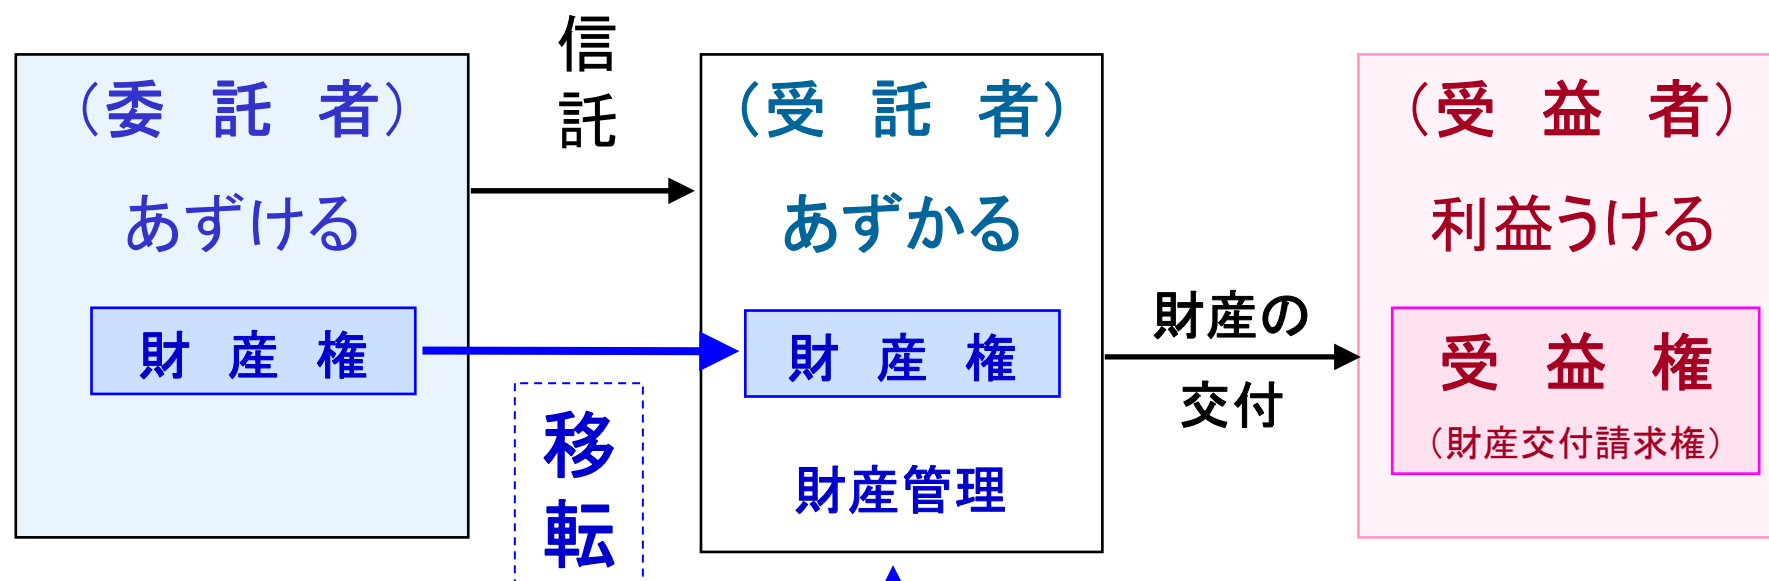 （委 託 者）
あずける
財 産 権
信
託
移
転
（受 託 者）
あずかる
財 産 権
財産管理
財産の
交付
（受 益 者）
利益うける
受 益 権
（財産交付請求権）